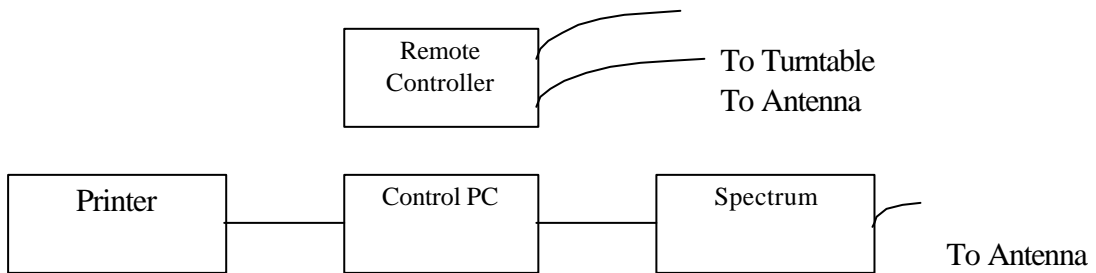 Remote
Controller
To Turntable
To Antenna
Printer
Control PC
Spectrum
To Antenna